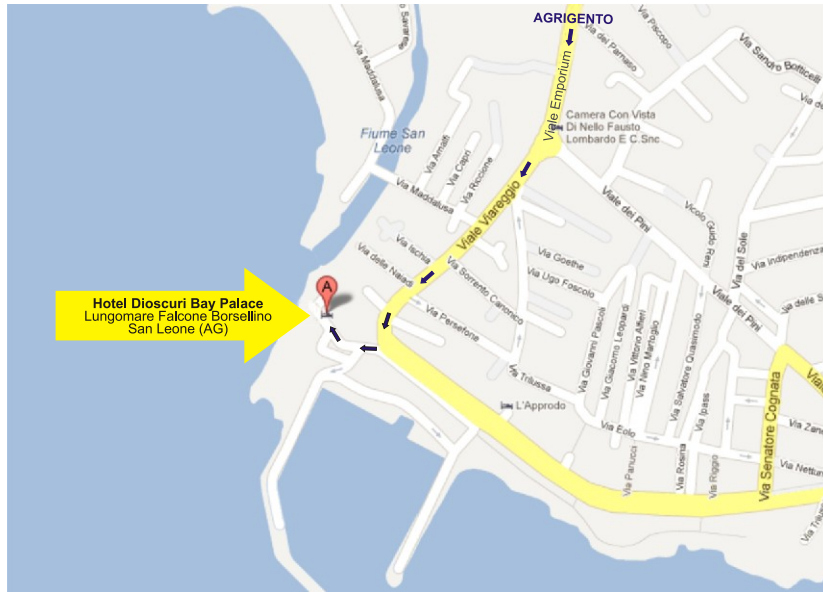 AGRIGENTO
Via Piscopo
Via del Parnaso
Via Sandro Botticelli
Via Maddalusa
Viale Emporium
Camera Con Vista
Di Nello Fausto
Lombardo E C.Snc
Fiume San
Leone
Via Amalfi
Via Capri
Via Riccione
Via Maddalusa
Viale Viareggio
Viale dei Pini
Vicolo Guido Reni
Via del Sole
Via Ischia
Via Goethe
Via Indipendenza
Via delle Naiadi
Via Sorrento Canonico
Via Ugo Foscolo
A
Hotel Dioscuri Bay Palace
Lungomare Falcone Borsellino
San Leone (AG)
Via Persefone
Viale dei Pini
Via Giovanni Pascoli
Via Giacomo Leopardi
Via Vittorio Alfieri
Via Nino Martoglio
Via Salvatore Quasimodo
Via Trilussa
Via Ipass
Via Senatore Cognata
L'Approdo
Via Eolo
Via Panucci
Via Rosina
Via Riggio